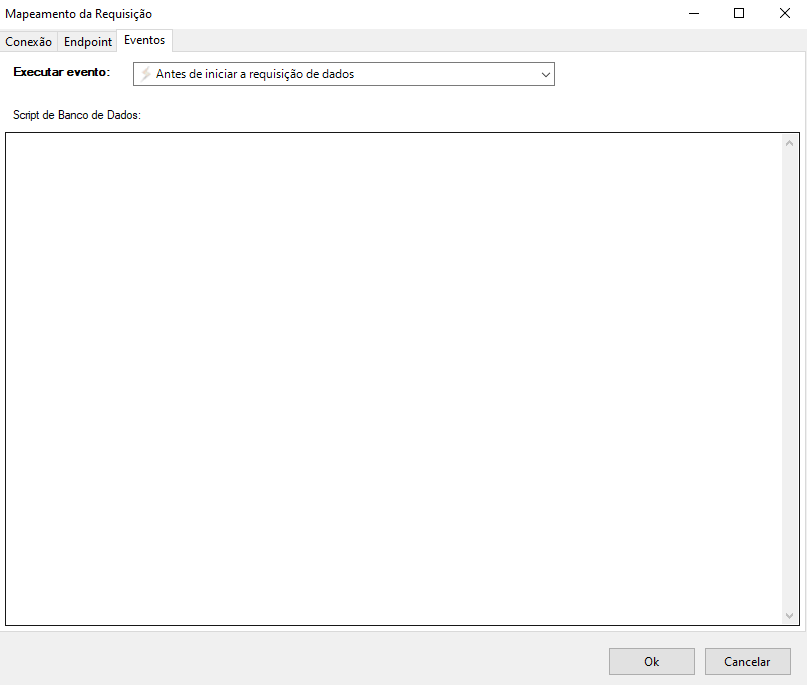 Mapeamento da Requisição
Conexão Endpoint Eventos
Executar evento: Antes de iniciar a requisição de dados
Script de Banco de Dados:
Ok Cancelar